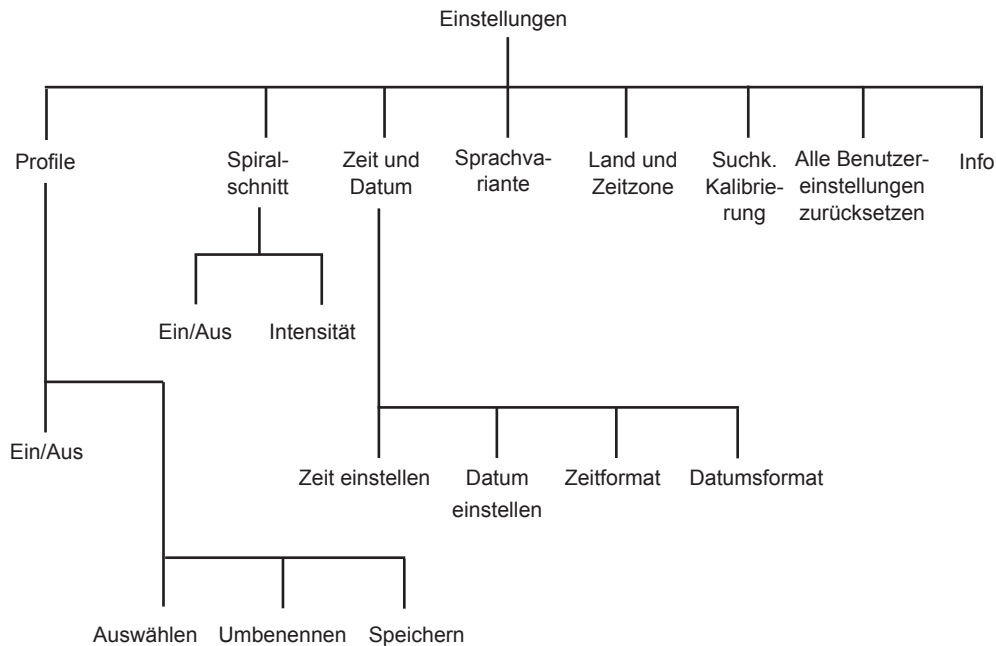 Einstellungen
Profile
Spiral-
schnitt
Zeit und
Datum
Sprachva-
riante
Land und
Zeitzone
Suchk.
Kalibrie-
rung
Alle Benutzer-
einstellungen
zurücksetzen
Info
Ein/Aus
Intensität
Ein/Aus
Zeit einstellen
Datum
einstellen
Zeitformat
Datumsformat
Auswählen
Umbenennen
Speichern